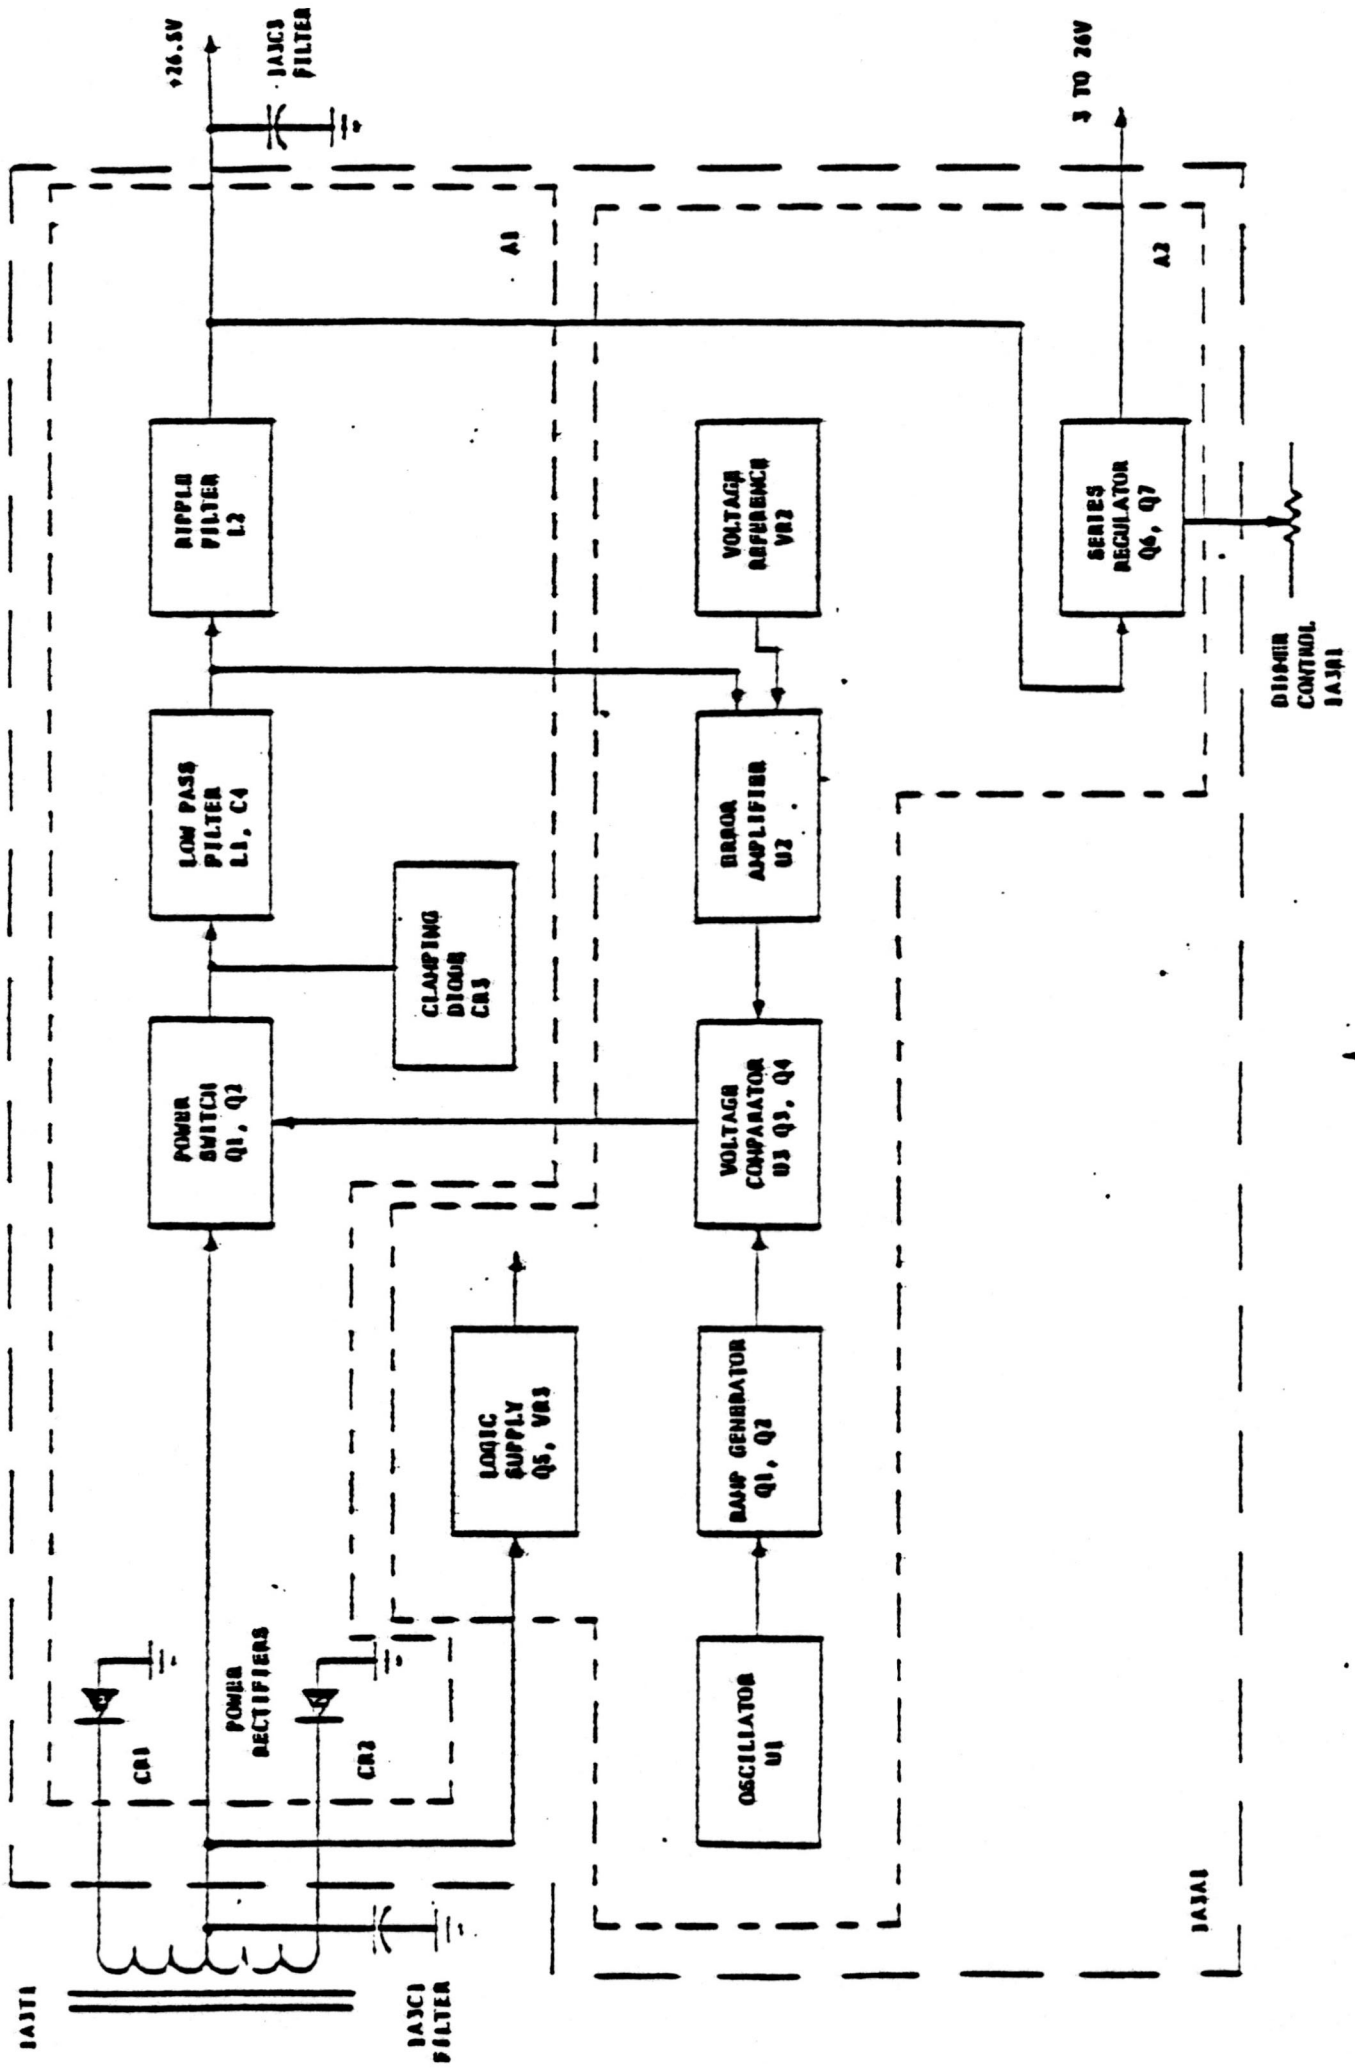 +26.5V
1A3C3
FILTER
3 TO 26V
A1
A2
RIPPLE
FILTER
L2
VOLTAGE
REFERENCE
VR2
SERIES
REGULATOR
Q6, Q7
DIMMER
CONTROL
1A3R1
LOW PASS
FILTER
L1, C4
ERROR
AMPLIFIER
U2
CLAMPING
DIODE
CR3
POWER
SWITCH
Q1, Q2
VOLTAGE
COMPARATOR
U3 Q3, Q4
LOGIC
SUPPLY
Q5, VR3
RAMP GENERATOR
Q1, Q2
POWER
RECTIFIERS
CR1
CR2
OSCILLATOR
U1
1A3A1
1A3T1
1A3C1
FILTER